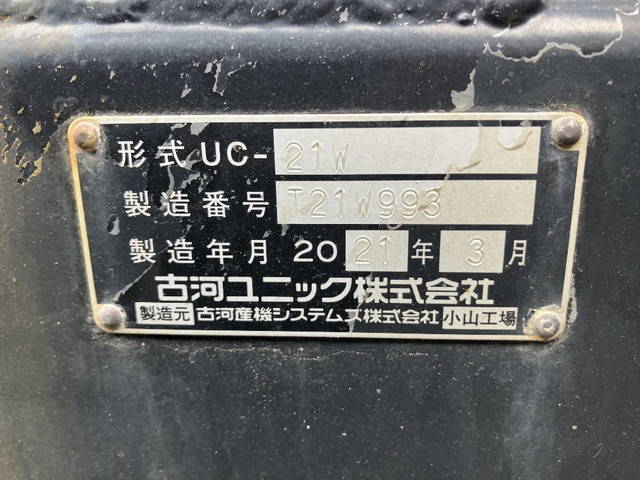 形式 UC- 21W
製造番号 T21W993
製造年月 2021年 3月
古河ユニック株式会社
製造元 古河産機システムズ株式会社 小山工場